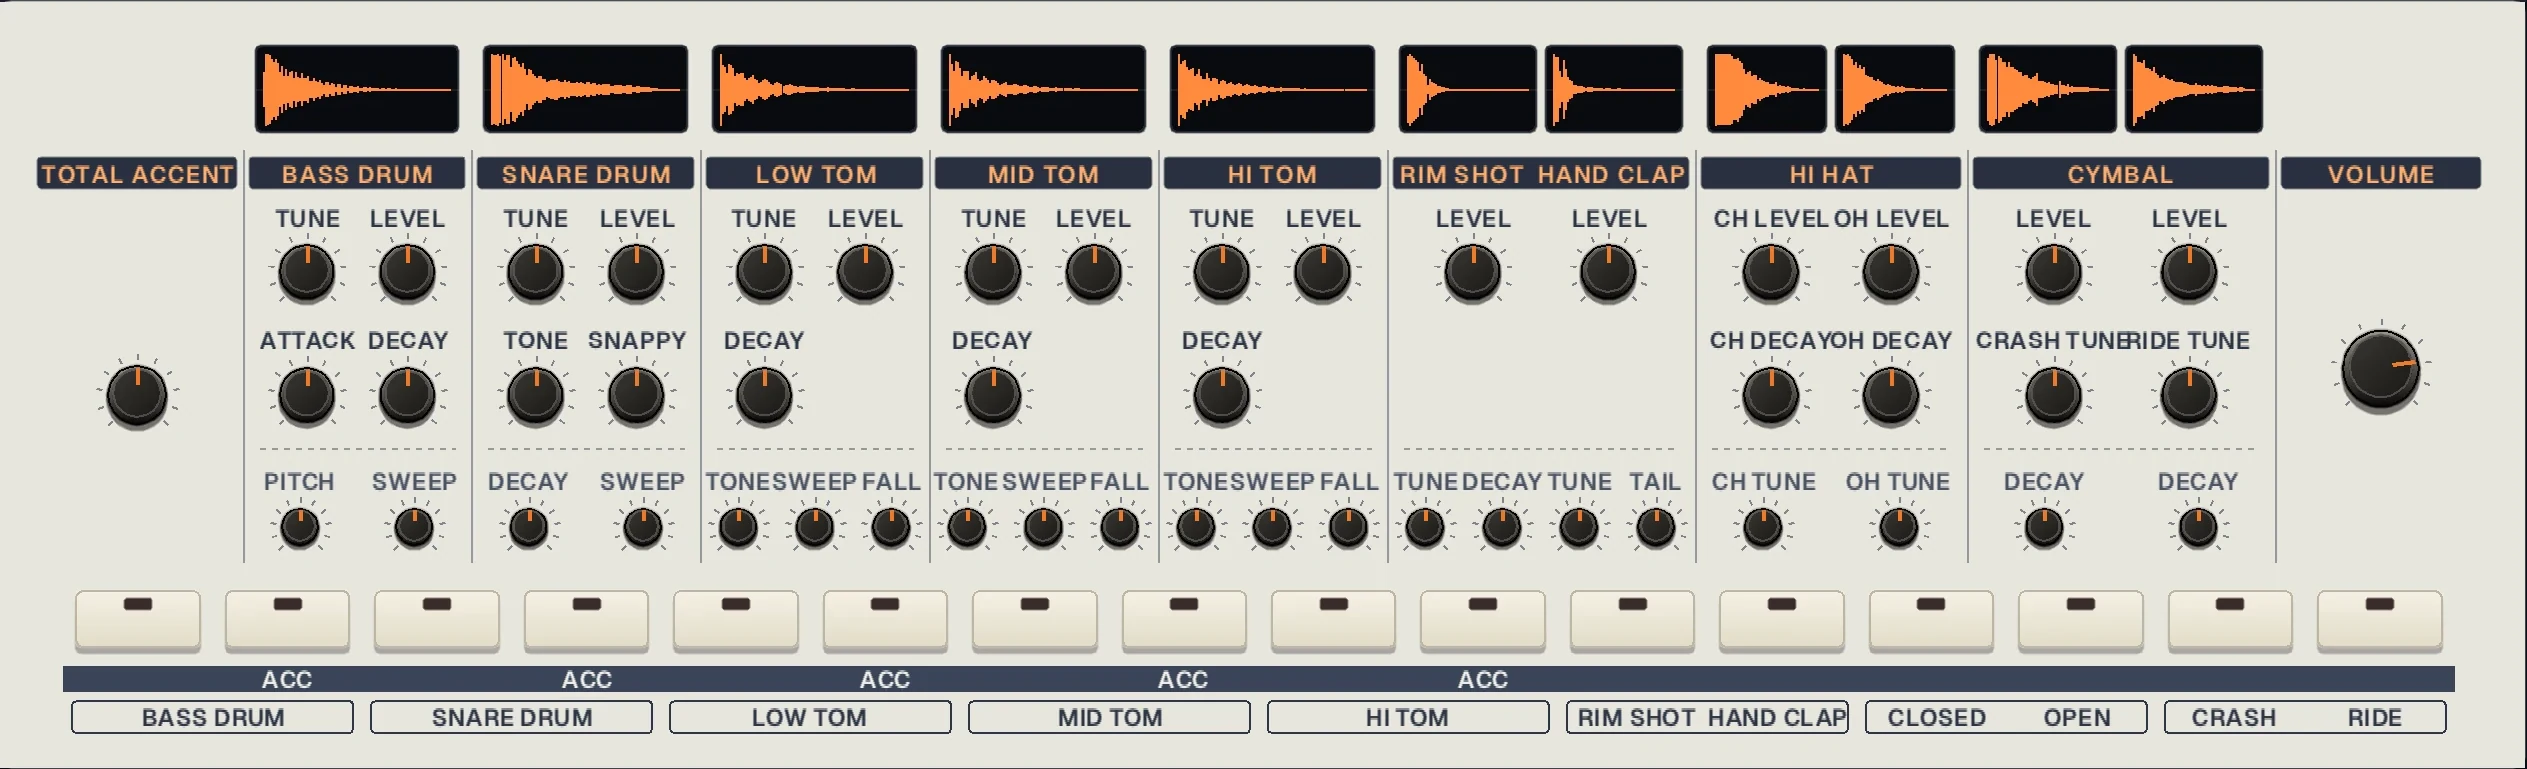 TOTAL ACCENT BASS DRUM SNARE DRUM LOW TOM MID TOM HI TOM RIM SHOT HAND CLAP HI HAT CYMBAL VOLUME
TUNE LEVEL TUNE LEVEL TUNE LEVEL TUNE LEVEL TUNE LEVEL LEVEL LEVEL CH LEVEL OH LEVEL LEVEL LEVEL
ATTACK DECAY TONE SNAPPY DECAY DECAY DECAY CH DECAY OH DECAY CRASH TUNE RIDE TUNE
PITCH SWEEP DECAY SWEEP TONE SWEEP FALL TONE SWEEP FALL TONE SWEEP FALL TUNE DECAY TUNE TAIL CH TUNE OH TUNE DECAY DECAY
ACC ACC ACC ACC ACC
BASS DRUM SNARE DRUM LOW TOM MID TOM HI TOM RIM SHOT HAND CLAP CLOSED OPEN CRASH RIDE